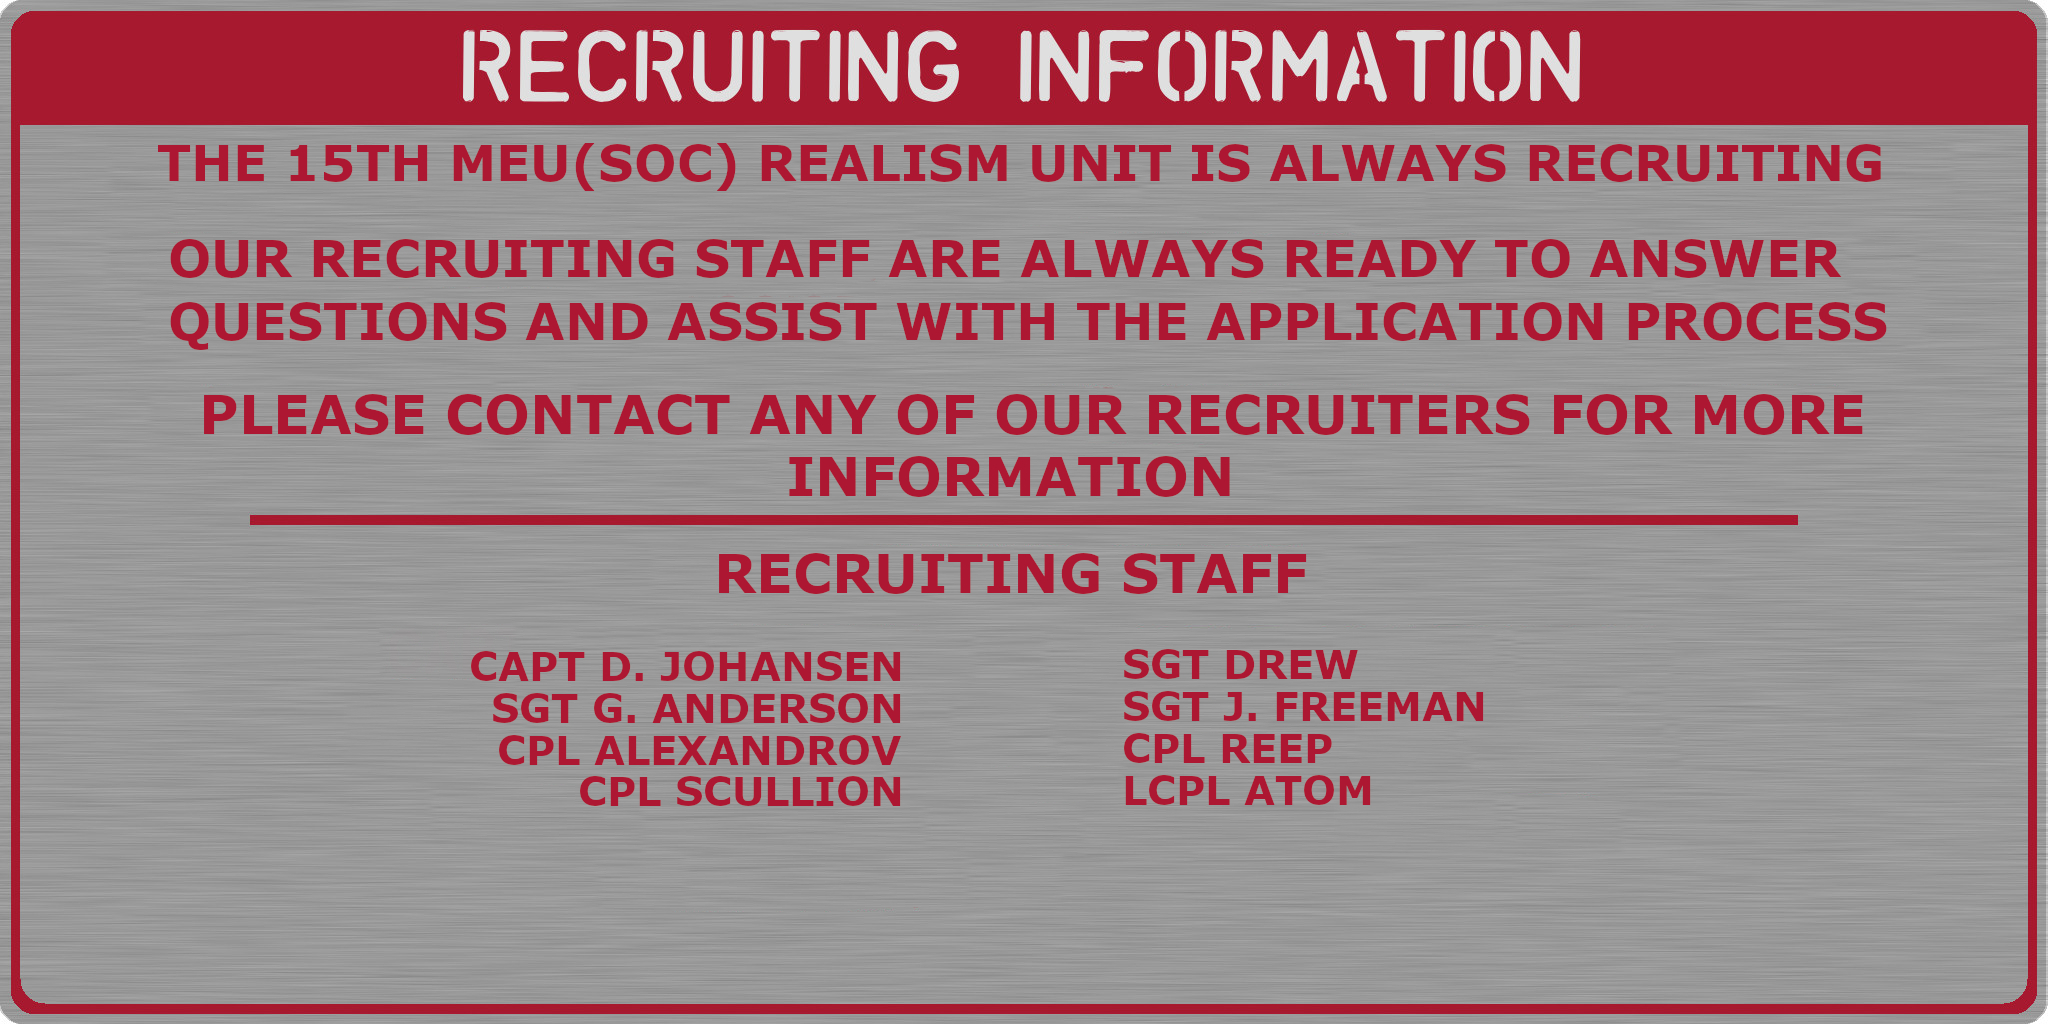 RECRUITING INFORMATION
THE 15TH MEU(SOC) REALISM UNIT IS ALWAYS RECRUITING
OUR RECRUITING STAFF ARE ALWAYS READY TO ANSWER
QUESTIONS AND ASSIST WITH THE APPLICATION PROCESS
PLEASE CONTACT ANY OF OUR RECRUITERS FOR MORE
INFORMATION
RECRUITING STAFF
CAPT D. JOHANSEN
SGT G. ANDERSON
CPL ALEXANDROV
CPL SCULLION
SGT DREW
SGT J. FREEMAN
CPL REEP
LCPL ATOM